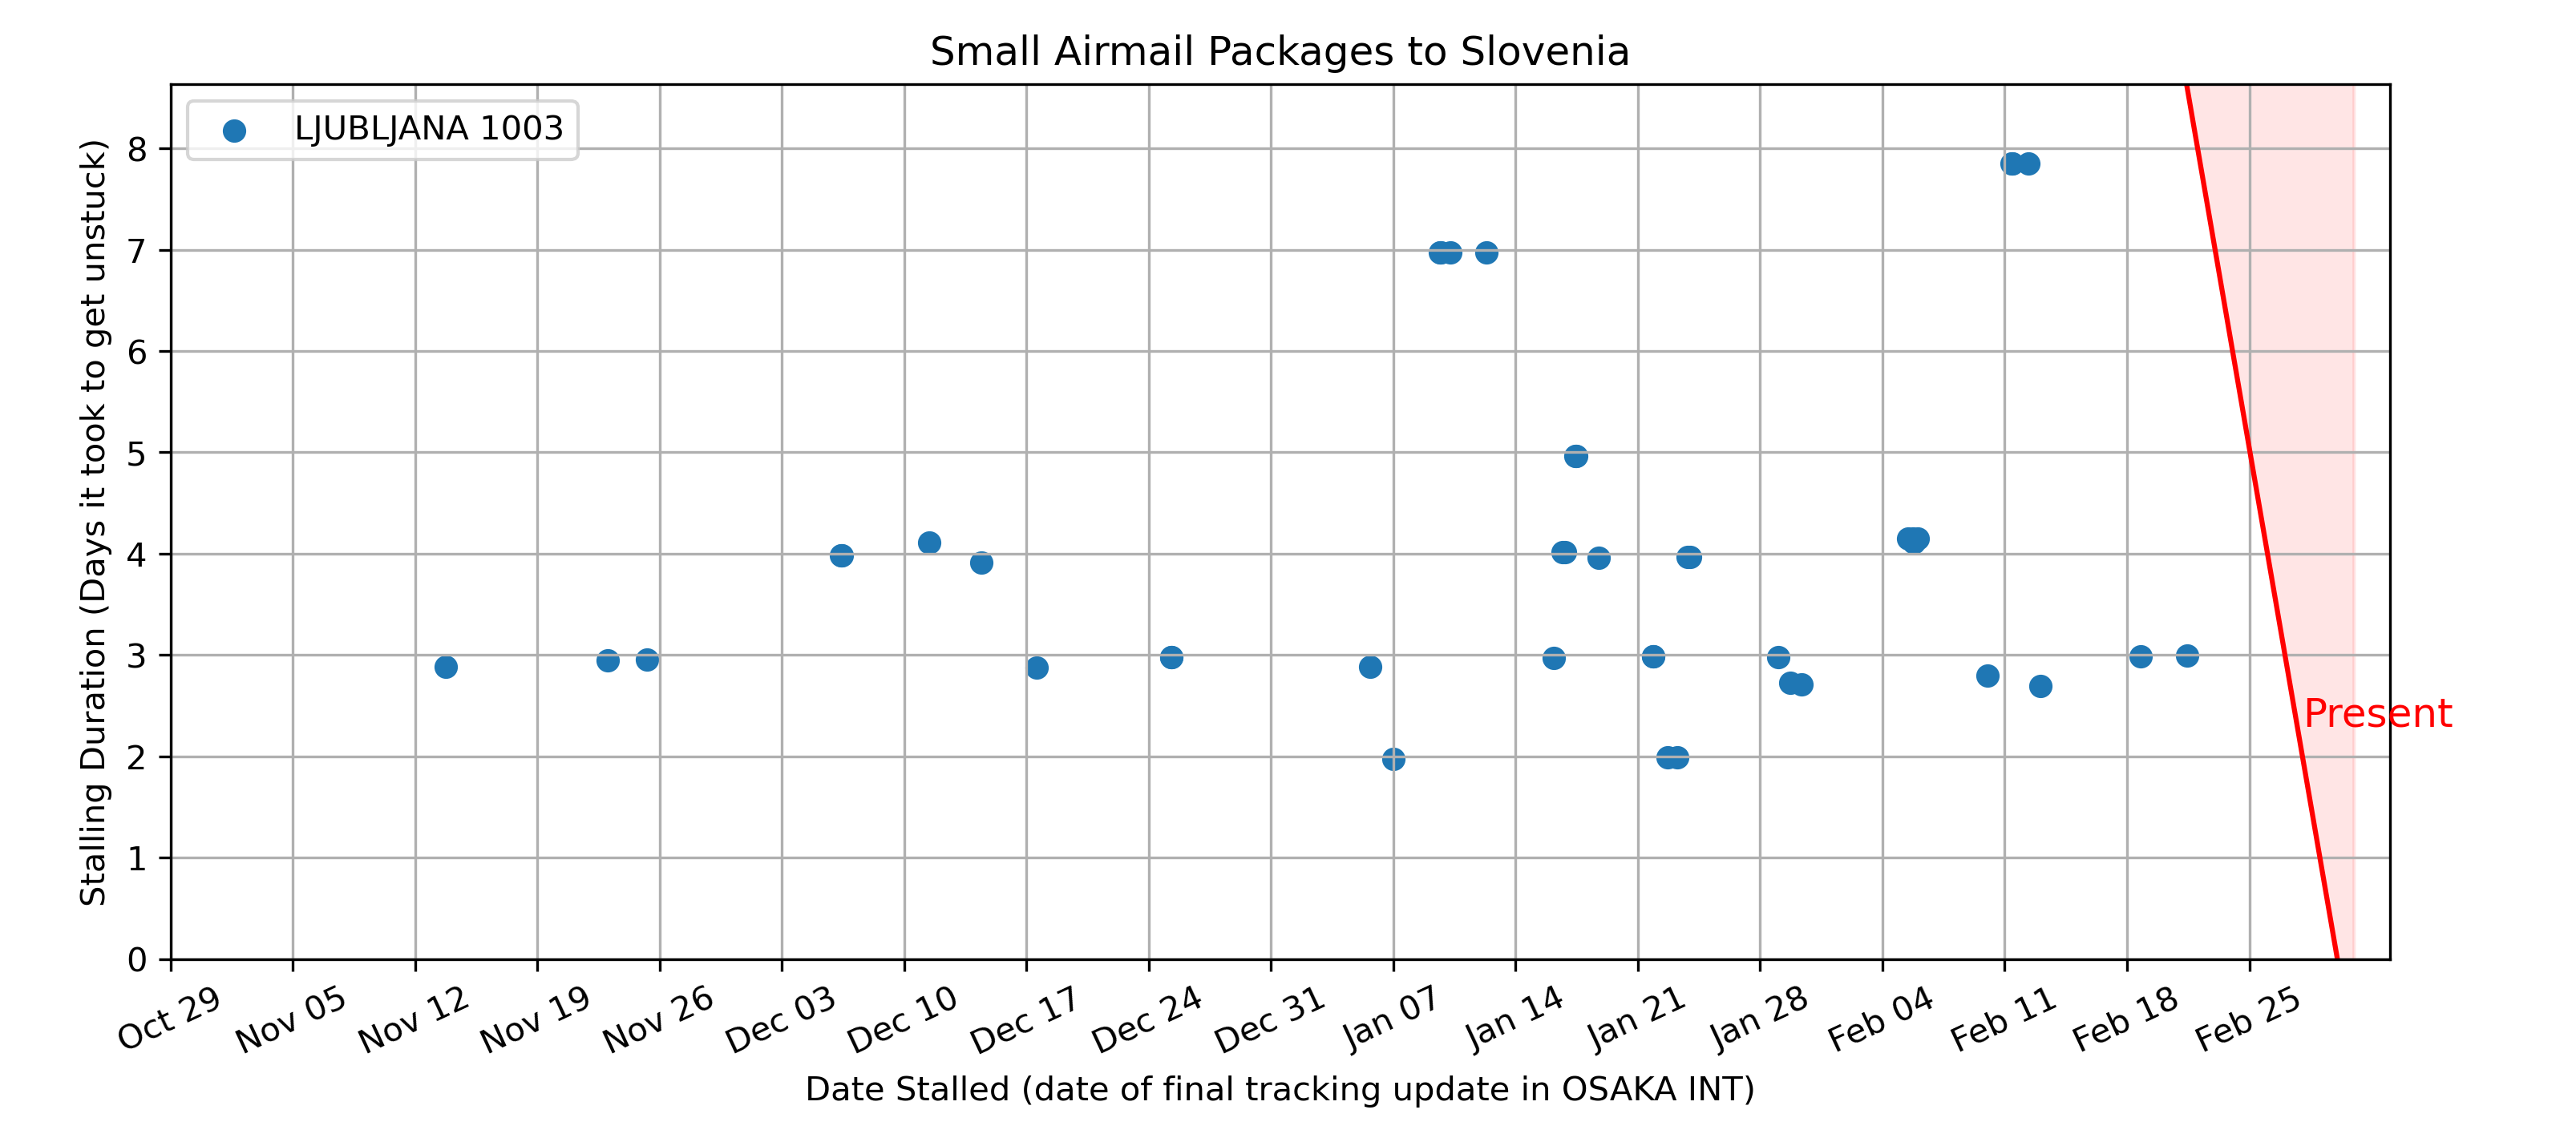 Small Airmail Packages to Slovenia
LJUBLJANA 1003
Stalling Duration (Days it took to get unstuck)
8
7
6
5
4
3
2
1
0
Present
Oct 29
Nov 05
Nov 12
Nov 19
Nov 26
Dec 03
Dec 10
Dec 17
Dec 24
Dec 31
Jan 07
Jan 14
Jan 21
Jan 28
Feb 04
Feb 11
Feb 18
Feb 25
Date Stalled (date of final tracking update in OSAKA INT)